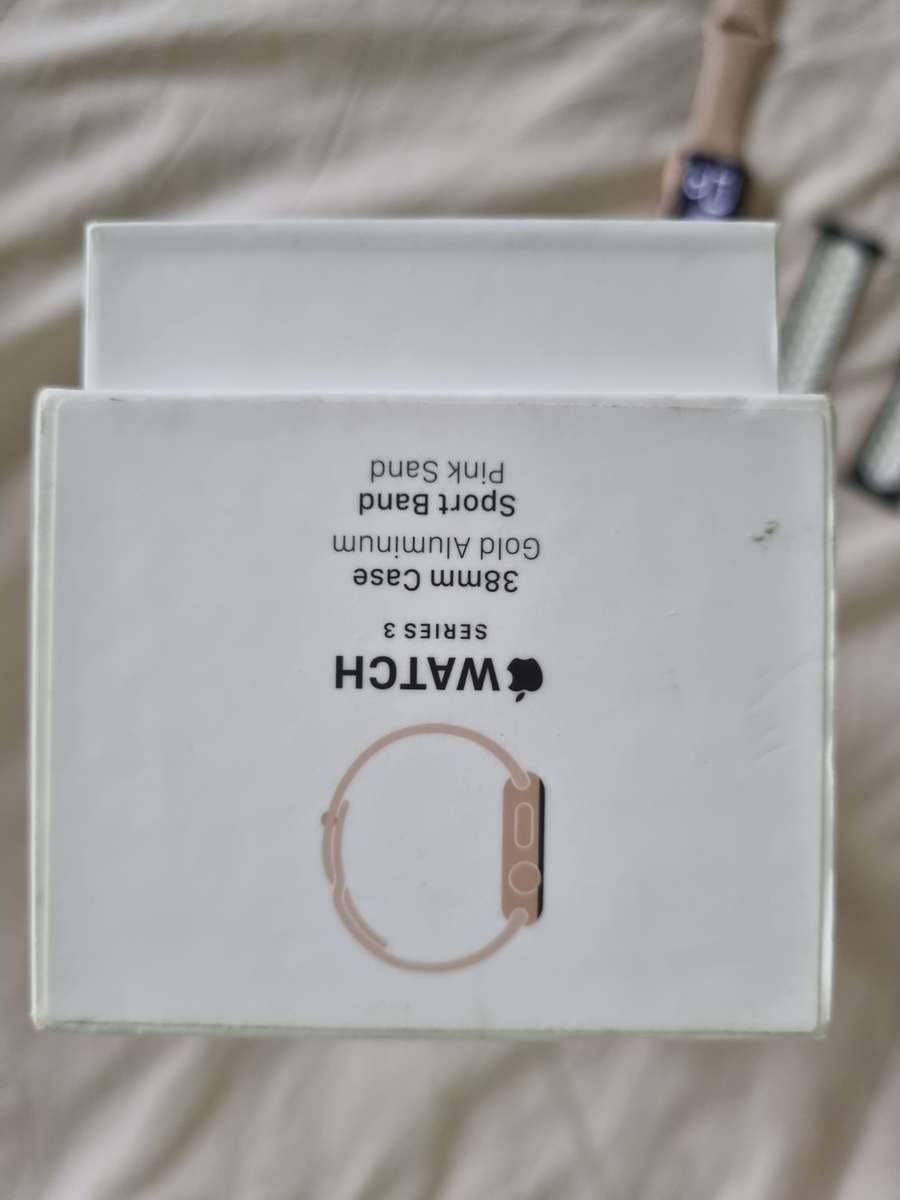 WATCH
SERIES 3
38mm Case
Gold Aluminum
Sport Band
Pink Sand